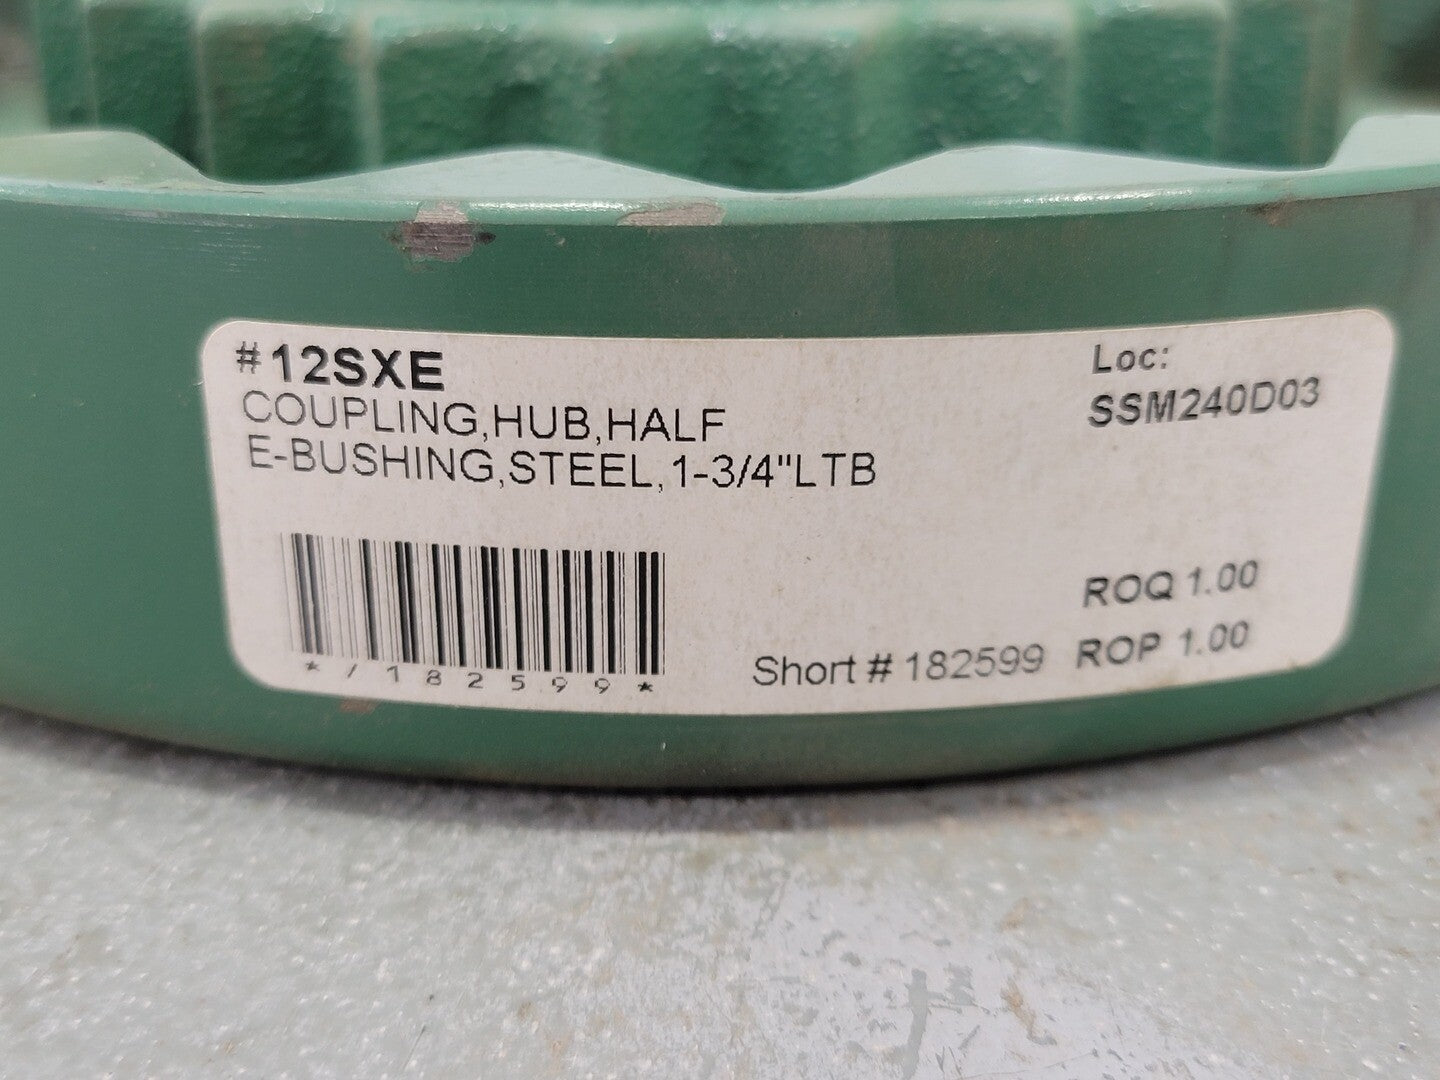 #12SXE
COUPLING,HUB,HALF
E-BUSHING,STEEL,1-3/4"LTB
Loc:
SSM240D03
*/182599*
Short # 182599
ROQ 1.00
ROP 1.00